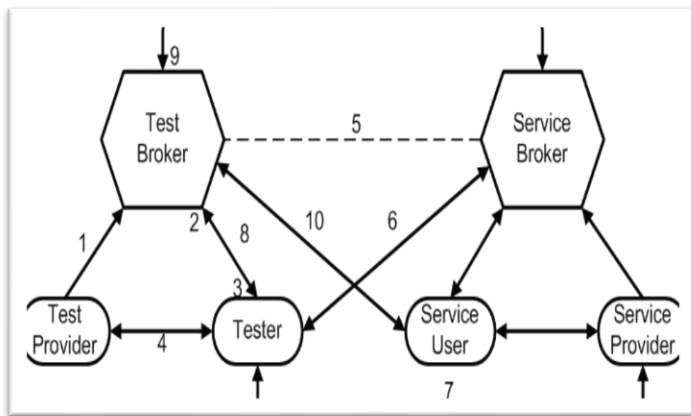 9
Test
Broker
5
Service
Broker
1
2
8
10
6
3
Test
Provider
4
Tester
Service
User
Service
Provider
7